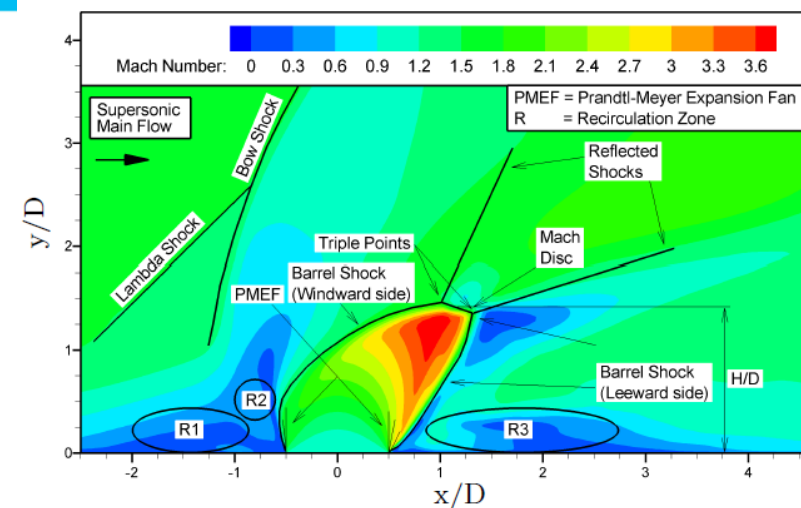 Mach Number: 0 0.3 0.6 0.9 1.2 1.5 1.8 2.1 2.4 2.7 3 3.3 3.6
PMEF = Prandtl-Meyer Expansion Fan
R = Recirculation Zone
Supersonic
Main Flow
Bow Shock
Lambda Shock
Reflected
Shocks
Triple Points
Mach
Disc
Barrel Shock
(Windward side)
PMEF
Barrel Shock
(Leeward side)
H/D
R1
R2
R3
y/D
4
3
2
1
0
-2 -1 0 1 2 3 4
x/D